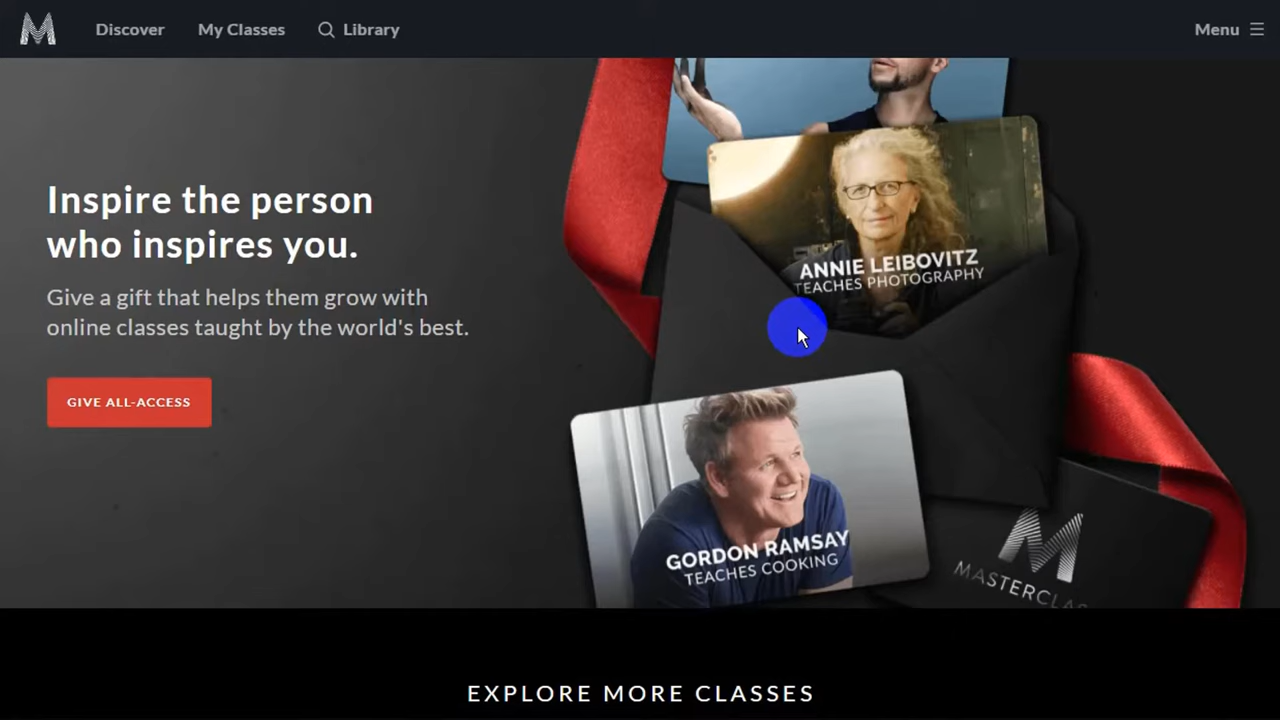 M
Discover
My Classes
Library
Menu
Inspire the person
who inspires you.
Give a gift that helps them grow with
online classes taught by the world's best.
GIVE ALL-ACCESS
ANNIE LEIBOVITZ
TEACHES PHOTOGRAPHY
GORDON RAMSAY
TEACHES COOKING
M
EXPLORE MORE CLASSES